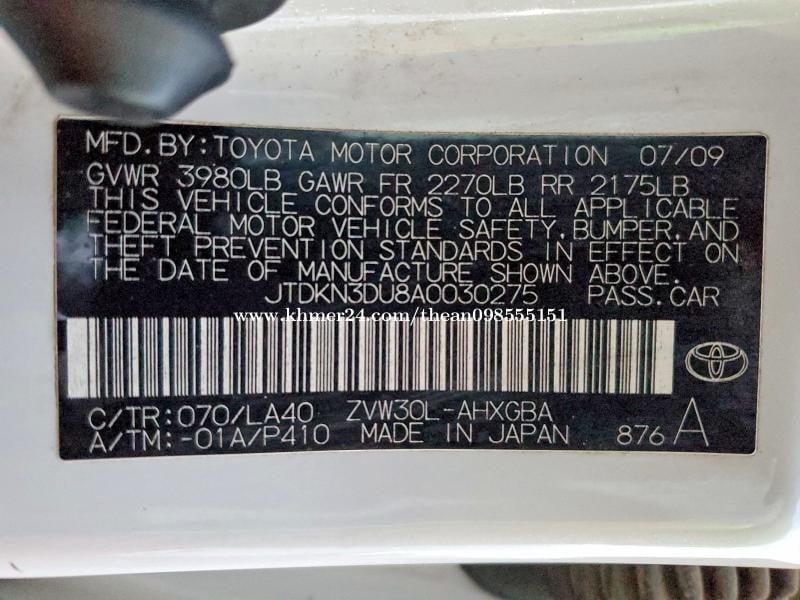 MFD. BY: TOYOTA MOTOR CORPORATION 07/09
GVWR 3980LB GAWR FR 2270LB RR 2175LB
THIS VEHICLE CONFORMS TO ALL APPLICABLE
FEDERAL MOTOR VEHICLE SAFETY, BUMPER, AND
THEFT PREVENTION STANDARDS IN EFFECT ON
THE DATE OF MANUFACTURE SHOWN ABOVE.
JTDKN3DU8A0030275 PASS. CAR
www.khmer24.com/thean098555151
C/TR: 070/LA40 ZVW30L-AHXGBA
A/TM: -01A/P410 MADE IN JAPAN 876 A